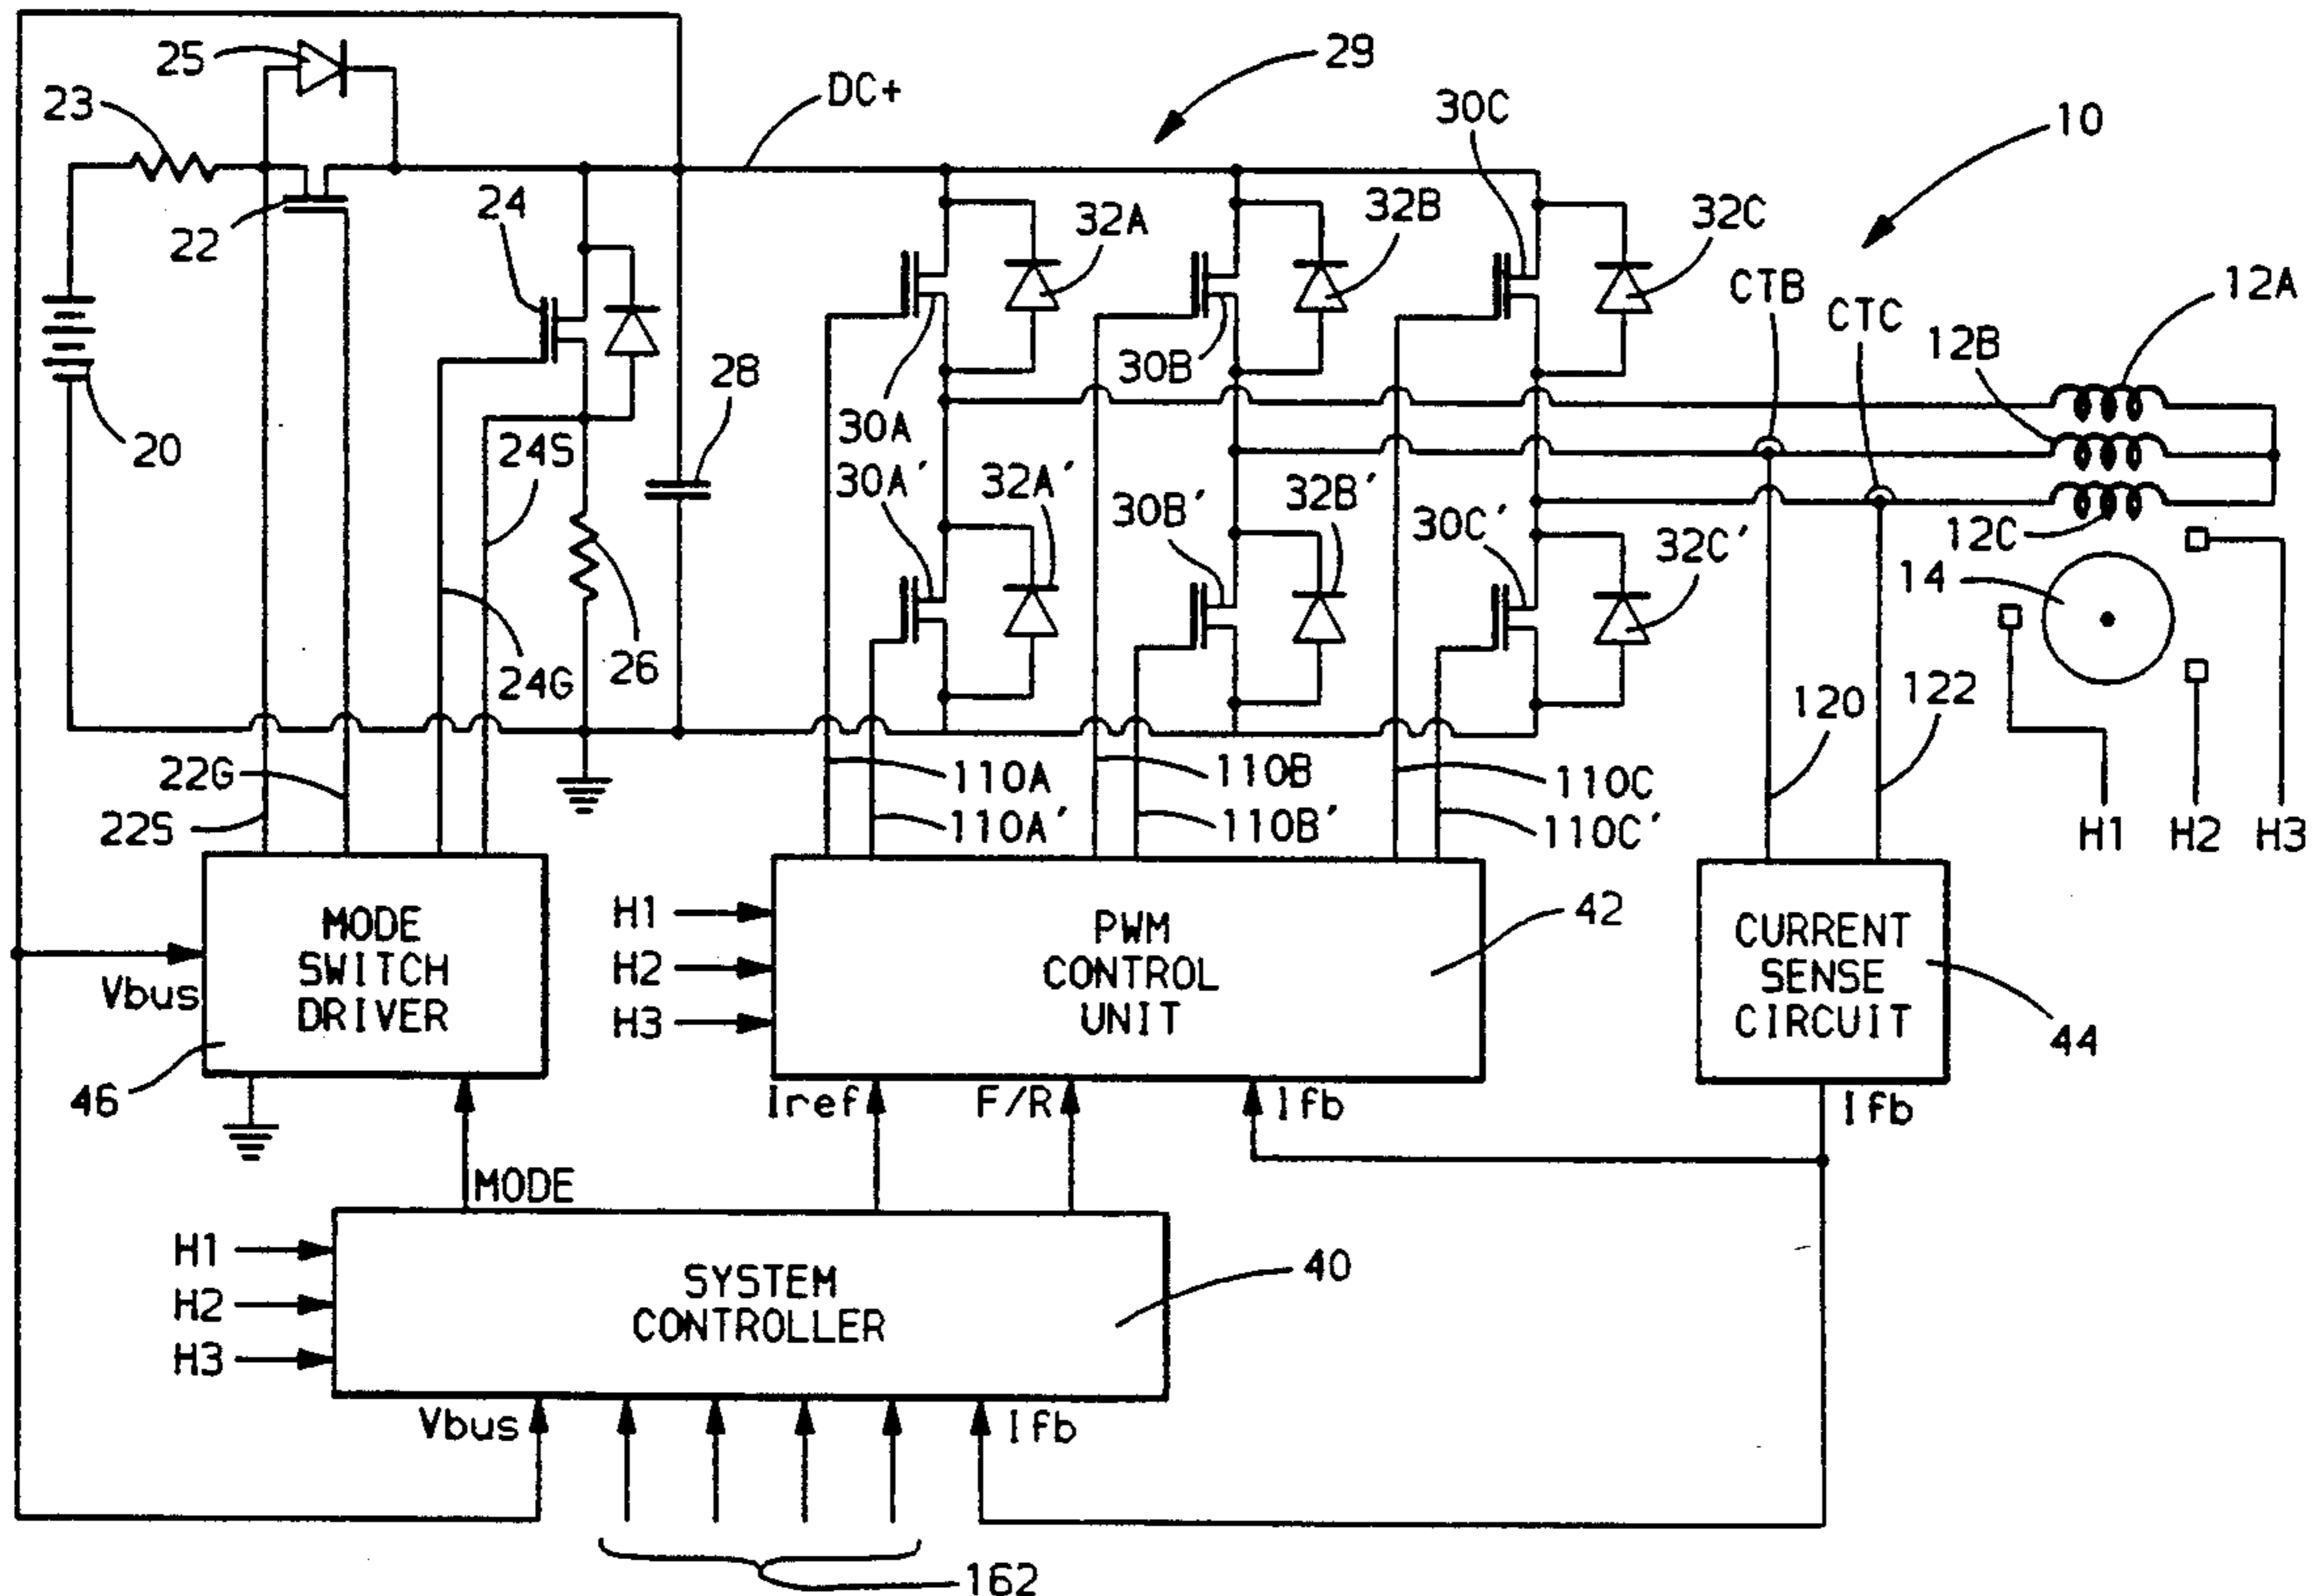 25
29
23
DC+
30C
10
24
32A
32B
32C
22
CTB
12A
CTC
12B
30B
28
20
30A
24S
30A'
32A'
32B'
30B'
30C'
32C'
12C
14
24G
26
120
122
22G
110A
110B
110C
22S
110A'
110B'
110C'
H1 H2 H3
MODE
SWITCH
DRIVER
Vbus
46
H1
H2
H3
PWM
CONTROL
UNIT
42
CURRENT
SENSE
CIRCUIT
44
Iref
F/R
Ifb
Ifb
MODE
H1
H2
H3
SYSTEM
CONTROLLER
40
Vbus
Ifb
162